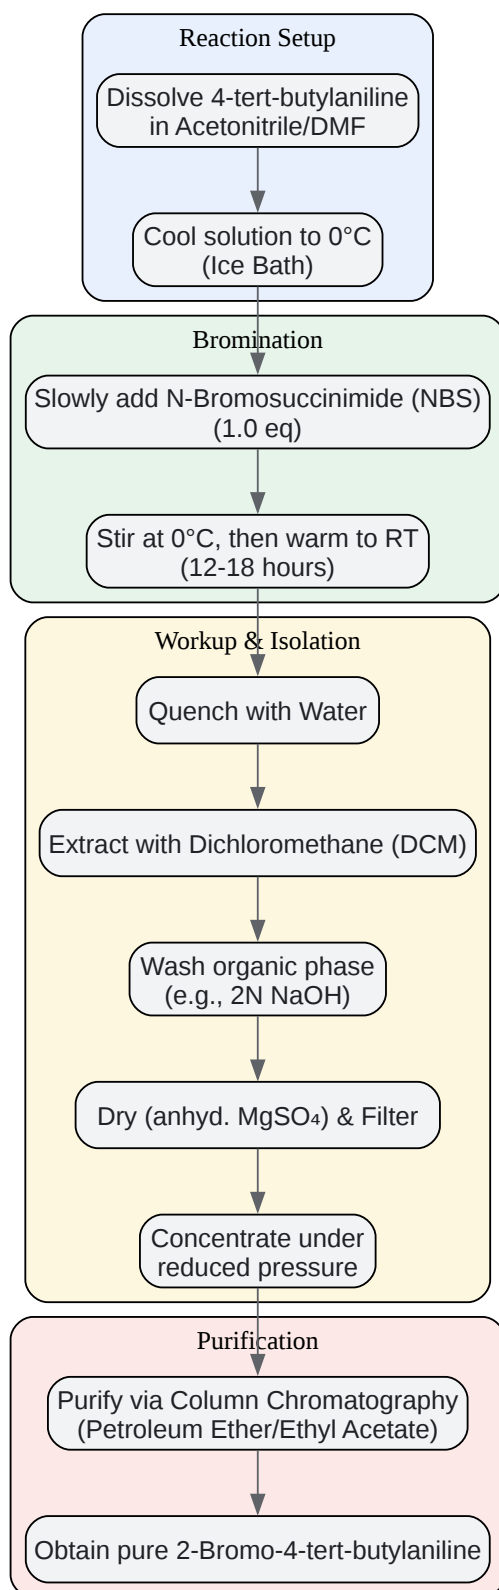 Reaction Setup
Dissolve 4-tert-butylaniline
in Acetonitrile/DMF
Cool solution to 0°C
(Ice Bath)
Bromination
Slowly add N-Bromosuccinimide (NBS)
(1.0 eq)
Stir at 0°C, then warm to RT
(12-18 hours)
Workup & Isolation
Quench with Water
Extract with Dichloromethane (DCM)
Wash organic phase
(e.g., 2N NaOH)
Dry (anhyd. MgSO₄) & Filter
Concentrate under
reduced pressure
Purification
Purify via Column Chromatography
(Petroleum Ether/Ethyl Acetate)
Obtain pure 2-Bromo-4-tert-butylaniline